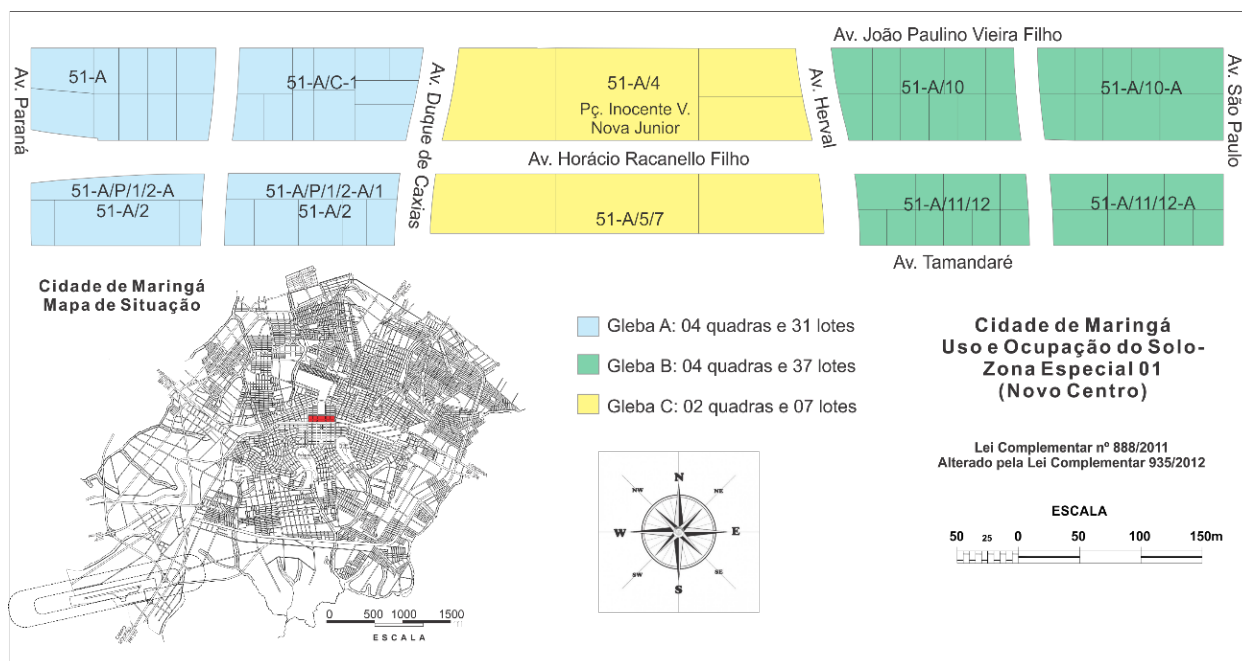 Av. João Paulino Vieira Filho
Av. Paraná
51-A
51-A/C-1
Av. Duque de Caxias
51-A/4
Pç. Inocente V.
Nova Junior
Av. Herval
51-A/10
51-A/10-A
Av. São Paulo
Av. Horácio Racanello Filho
51-A/P/1/2-A
51-A/2
51-A/P/1/2-A/1
51-A/2
51-A/5/7
51-A/11/12
51-A/11/12-A
Av. Tamandaré
Cidade de Maringá
Mapa de Situação
Gleba A: 04 quadras e 31 lotes
Gleba B: 04 quadras e 37 lotes
Gleba C: 02 quadras e 07 lotes
Cidade de Maringá
Uso e Ocupação do Solo-
Zona Especial 01
(Novo Centro)
Lei Complementar nº 888/2011
Alterado pela Lei Complementar 935/2012
N
NW
NE
W
E
SW
SE
S
ESCALA
50 25 0 50 100 150m
0 500 1000 1500
ESCALA